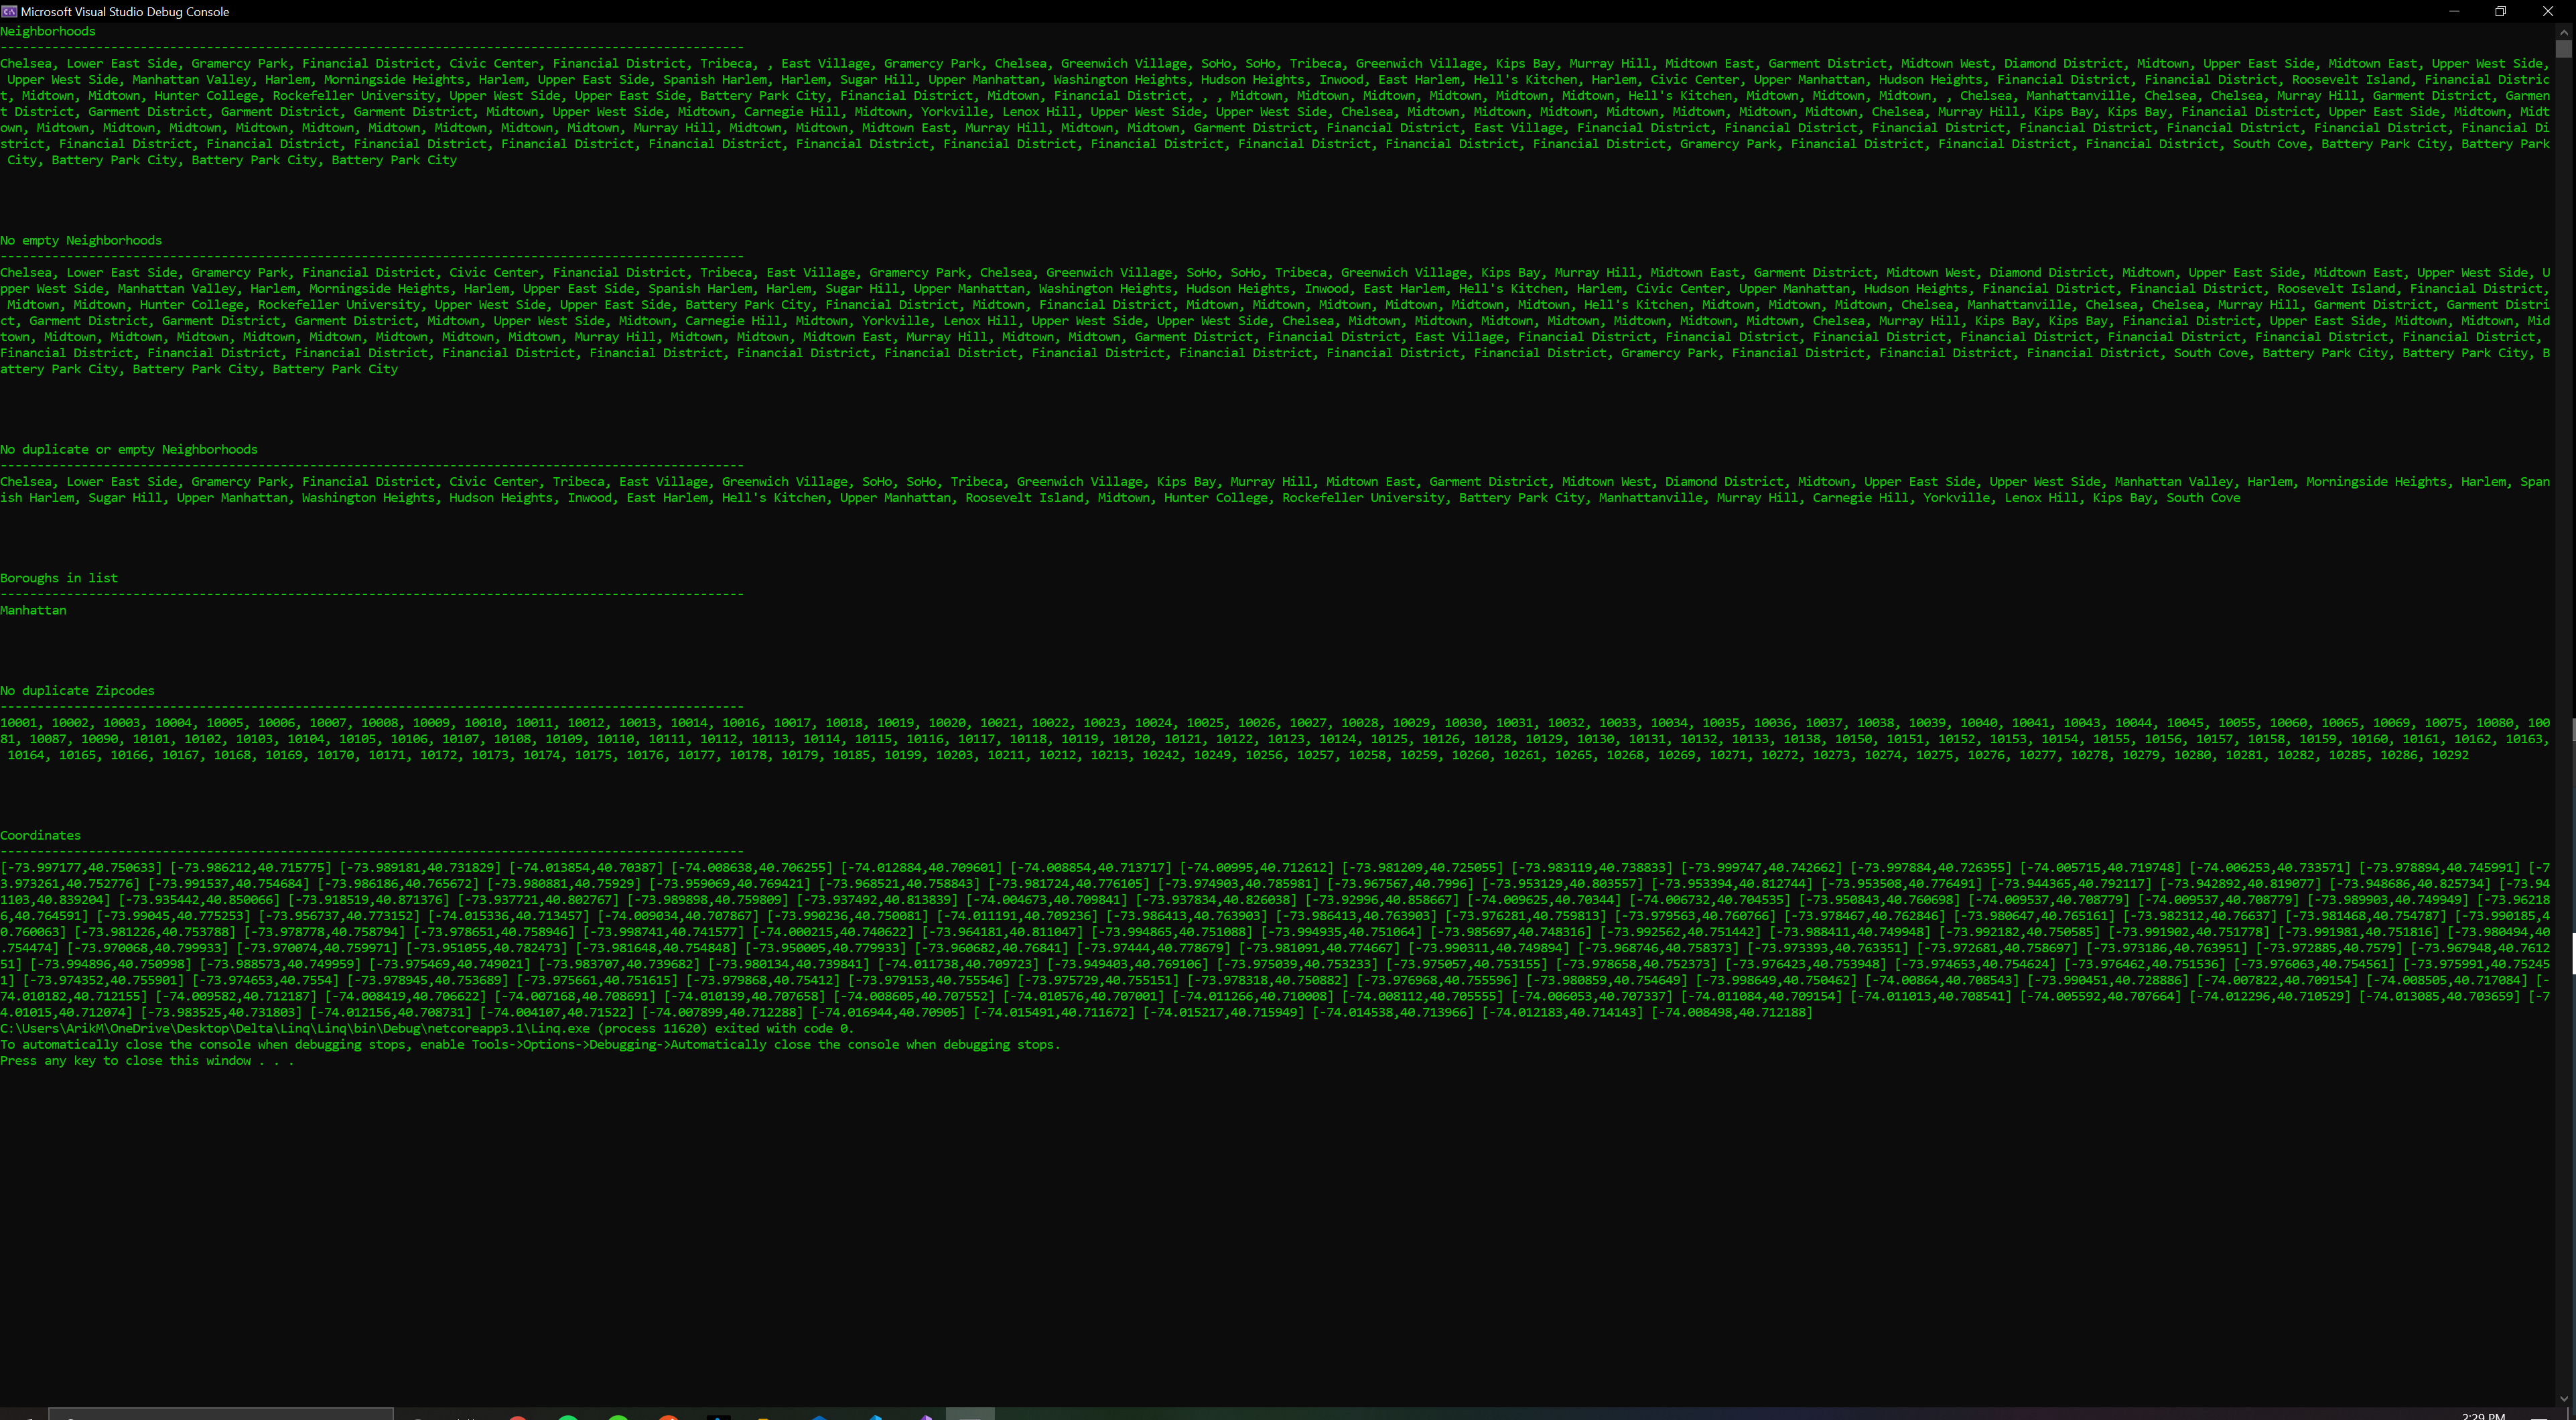 Microsoft Visual Studio Debug Console
Neighborhoods
-----------------------------------------------------------------------------------------------------
Chelsea, Lower East Side, Gramercy Park, Financial District, Civic Center, Financial District, Tribeca, , East Village, Gramercy Park, Chelsea, Greenwich Village, SoHo, SoHo, Tribeca, Greenwich Village, Kips Bay, Murray Hill, Midtown East, Garment District, Midtown West, Diamond District, Midtown, Upper East Side, Midtown East, Upper West Side,
Upper West Side, Manhattan Valley, Harlem, Morningside Heights, Harlem, Upper East Side, Spanish Harlem, Harlem, Sugar Hill, Upper Manhattan, Washington Heights, Hudson Heights, Inwood, East Harlem, Hell's Kitchen, Harlem, Civic Center, Upper Manhattan, Hudson Heights, Financial District, Financial District, Roosevelt Island, Financial Distric
t, Midtown, Midtown, Hunter College, Rockefeller University, Upper West Side, Upper East Side, Battery Park City, Financial District, Midtown, Financial District, , , Midtown, Midtown, Midtown, Midtown, Midtown, Midtown, Hell's Kitchen, Midtown, Midtown, Midtown, , Chelsea, Manhattanville, Chelsea, Chelsea, Murray Hill, Garment District, Garmen
t District, Garment District, Garment District, Garment District, Midtown, Upper West Side, Midtown, Carnegie Hill, Midtown, Yorkville, Lenox Hill, Upper West Side, Upper West Side, Chelsea, Midtown, Midtown, Midtown, Midtown, Midtown, Midtown, Midtown, Chelsea, Murray Hill, Kips Bay, Kips Bay, Financial District, Upper East Side, Midtown, Midt
own, Midtown, Midtown, Midtown, Midtown, Midtown, Midtown, Midtown, Midtown, Midtown, Murray Hill, Midtown, Midtown, Midtown East, Murray Hill, Midtown, Midtown, Garment District, Financial District, East Village, Financial District, Financial District, Financial District, Financial District, Financial District, Financial District, Financial Di
strict, Financial District, Financial District, Financial District, Financial District, Financial District, Financial District, Financial District, Financial District, Financial District, Financial District, Financial District, Gramercy Park, Financial District, Financial District, Financial District, South Cove, Battery Park City, Battery Park
City, Battery Park City, Battery Park City, Battery Park City
No empty Neighborhoods
-----------------------------------------------------------------------------------------------------
Chelsea, Lower East Side, Gramercy Park, Financial District, Civic Center, Financial District, Tribeca, East Village, Gramercy Park, Chelsea, Greenwich Village, SoHo, SoHo, Tribeca, Greenwich Village, Kips Bay, Murray Hill, Midtown East, Garment District, Midtown West, Diamond District, Midtown, Upper East Side, Midtown East, Upper West Side, U
pper West Side, Manhattan Valley, Harlem, Morningside Heights, Harlem, Upper East Side, Spanish Harlem, Harlem, Sugar Hill, Upper Manhattan, Washington Heights, Hudson Heights, Inwood, East Harlem, Hell's Kitchen, Harlem, Civic Center, Upper Manhattan, Hudson Heights, Financial District, Financial District, Roosevelt Island, Financial District,
Midtown, Midtown, Hunter College, Rockefeller University, Upper West Side, Upper East Side, Battery Park City, Financial District, Midtown, Financial District, Midtown, Midtown, Midtown, Midtown, Midtown, Midtown, Hell's Kitchen, Midtown, Midtown, Midtown, Chelsea, Manhattanville, Chelsea, Chelsea, Murray Hill, Garment District, Garment Distri
ct, Garment District, Garment District, Garment District, Midtown, Upper West Side, Midtown, Carnegie Hill, Midtown, Yorkville, Lenox Hill, Upper West Side, Upper West Side, Chelsea, Midtown, Midtown, Midtown, Midtown, Midtown, Midtown, Midtown, Chelsea, Murray Hill, Kips Bay, Kips Bay, Financial District, Upper East Side, Midtown, Midtown, Mid
town, Midtown, Midtown, Midtown, Midtown, Midtown, Midtown, Midtown, Midtown, Murray Hill, Midtown, Midtown, Midtown East, Murray Hill, Midtown, Midtown, Garment District, Financial District, East Village, Financial District, Financial District, Financial District, Financial District, Financial District, Financial District, Financial District,
Financial District, Financial District, Financial District, Financial District, Financial District, Financial District, Financial District, Financial District, Financial District, Financial District, Financial District, Gramercy Park, Financial District, Financial District, Financial District, South Cove, Battery Park City, Battery Park City, B
attery Park City, Battery Park City, Battery Park City
No duplicate or empty Neighborhoods
-----------------------------------------------------------------------------------------------------
Chelsea, Lower East Side, Gramercy Park, Financial District, Civic Center, Tribeca, East Village, Greenwich Village, SoHo, SoHo, Tribeca, Greenwich Village, Kips Bay, Murray Hill, Midtown East, Garment District, Midtown West, Diamond District, Midtown, Upper East Side, Upper West Side, Manhattan Valley, Harlem, Morningside Heights, Harlem, Span
ish Harlem, Sugar Hill, Upper Manhattan, Washington Heights, Hudson Heights, Inwood, East Harlem, Hell's Kitchen, Upper Manhattan, Roosevelt Island, Midtown, Hunter College, Rockefeller University, Battery Park City, Manhattanville, Murray Hill, Carnegie Hill, Yorkville, Lenox Hill, Kips Bay, South Cove
Boroughs in list
-----------------------------------------------------------------------------------------------------
Manhattan
No duplicate Zipcodes
-----------------------------------------------------------------------------------------------------
10001, 10002, 10003, 10004, 10005, 10006, 10007, 10008, 10009, 10010, 10011, 10012, 10013, 10014, 10016, 10017, 10018, 10019, 10020, 10021, 10022, 10023, 10024, 10025, 10026, 10027, 10028, 10029, 10030, 10031, 10032, 10033, 10034, 10035, 10036, 10037, 10038, 10039, 10040, 10041, 10043, 10044, 10045, 10055, 10060, 10065, 10069, 10075, 10080, 100
81, 10087, 10090, 10101, 10102, 10103, 10104, 10105, 10106, 10107, 10108, 10109, 10110, 10111, 10112, 10113, 10114, 10115, 10116, 10117, 10118, 10119, 10120, 10121, 10122, 10123, 10124, 10125, 10126, 10128, 10129, 10130, 10131, 10132, 10133, 10138, 10150, 10151, 10152, 10153, 10154, 10155, 10156, 10157, 10158, 10159, 10160, 10161, 10162, 10163,
10164, 10165, 10166, 10167, 10168, 10169, 10170, 10171, 10172, 10173, 10174, 10175, 10176, 10177, 10178, 10179, 10185, 10199, 10203, 10211, 10212, 10213, 10242, 10249, 10256, 10257, 10258, 10259, 10260, 10261, 10265, 10268, 10269, 10271, 10272, 10273, 10274, 10275, 10276, 10277, 10278, 10279, 10280, 10281, 10282, 10285, 10286, 10292
Coordinates
-----------------------------------------------------------------------------------------------------
[-73.997177,40.750633] [-73.986212,40.715775] [-73.989181,40.731829] [-74.013854,40.70387] [-74.008638,40.706255] [-74.012884,40.709601] [-74.008854,40.713717] [-74.00995,40.712612] [-73.981209,40.725055] [-73.983119,40.738833] [-73.999747,40.742662] [-73.997884,40.726355] [-74.005715,40.719748] [-74.006253,40.733571] [-73.978894,40.745991] [-7
3.973261,40.752776] [-73.991537,40.754684] [-73.986186,40.765672] [-73.980881,40.75929] [-73.959069,40.769421] [-73.968521,40.758843] [-73.981724,40.776105] [-73.974903,40.785981] [-73.967567,40.7996] [-73.953129,40.803557] [-73.953394,40.812744] [-73.953508,40.776491] [-73.944365,40.792117] [-73.942892,40.819077] [-73.948686,40.825734] [-73.94
1103,40.839204] [-73.935442,40.850066] [-73.918519,40.871376] [-73.937721,40.802767] [-73.989898,40.759809] [-73.937492,40.813839] [-74.004673,40.709841] [-73.937834,40.826038] [-73.92996,40.858667] [-74.009625,40.70344] [-74.006732,40.704535] [-73.950843,40.760698] [-74.009537,40.708779] [-74.009537,40.708779] [-73.989903,40.749949] [-73.96218
6,40.764591] [-73.99045,40.775253] [-73.956737,40.773152] [-74.015336,40.713457] [-74.009034,40.707867] [-73.990236,40.750081] [-74.011191,40.709236] [-73.986413,40.763903] [-73.986413,40.763903] [-73.976281,40.759813] [-73.979563,40.760766] [-73.978467,40.762846] [-73.980647,40.765161] [-73.982312,40.76637] [-73.981468,40.754787] [-73.990185,4
0.760063] [-73.981226,40.753788] [-73.978778,40.758794] [-73.978651,40.758946] [-73.998741,40.741577] [-74.000215,40.740622] [-73.964181,40.811047] [-73.994865,40.751088] [-73.994935,40.751064] [-73.985697,40.748316] [-73.992562,40.751442] [-73.988411,40.749948] [-73.992182,40.750585] [-73.991902,40.751778] [-73.991981,40.751816] [-73.980494,40
.754474] [-73.970068,40.799933] [-73.970074,40.759971] [-73.951055,40.782473] [-73.981648,40.754848] [-73.950005,40.779933] [-73.960682,40.76841] [-73.97444,40.778679] [-73.981091,40.774667] [-73.990311,40.749894] [-73.968746,40.758373] [-73.973393,40.763351] [-73.972681,40.758697] [-73.973186,40.763951] [-73.972885,40.7579] [-73.967948,40.7612
51] [-73.994896,40.750998] [-73.988573,40.749959] [-73.975469,40.749021] [-73.983707,40.739682] [-73.980134,40.739841] [-74.011738,40.709723] [-73.949403,40.769106] [-73.975039,40.753233] [-73.975057,40.753155] [-73.978658,40.752373] [-73.976423,40.753948] [-73.974653,40.754624] [-73.976462,40.751536] [-73.976063,40.754561] [-73.975991,40.75245
1] [-73.974352,40.755901] [-73.974653,40.7554] [-73.978945,40.753689] [-73.975661,40.751615] [-73.979868,40.75412] [-73.979153,40.755546] [-73.975729,40.755151] [-73.978318,40.750882] [-73.976968,40.755596] [-73.980859,40.754649] [-73.998649,40.750462] [-74.00864,40.708543] [-73.990451,40.728886] [-74.007822,40.709154] [-74.008505,40.717084] [-
74.010182,40.712155] [-74.009582,40.712187] [-74.008419,40.706622] [-74.007168,40.708691] [-74.010139,40.707658] [-74.008605,40.707552] [-74.010576,40.707001] [-74.011266,40.710008] [-74.008112,40.705555] [-74.006053,40.707337] [-74.011084,40.709154] [-74.011013,40.708541] [-74.005592,40.707664] [-74.012296,40.710529] [-74.013085,40.703659] [-7
4.01015,40.712074] [-73.983525,40.731803] [-74.012156,40.708731] [-74.004107,40.71522] [-74.007899,40.712288] [-74.016944,40.70905] [-74.015491,40.711672] [-74.015217,40.715949] [-74.014538,40.713966] [-74.012183,40.714143] [-74.008498,40.712188]
C:\Users\ArikM\OneDrive\Desktop\Delta\Linq\Linq\bin\Debug\netcoreapp3.1\Linq.exe (process 11620) exited with code 0.
To automatically close the console when debugging stops, enable Tools->Options->Debugging->Automatically close the console when debugging stops.
Press any key to close this window . . .
2:29 PM